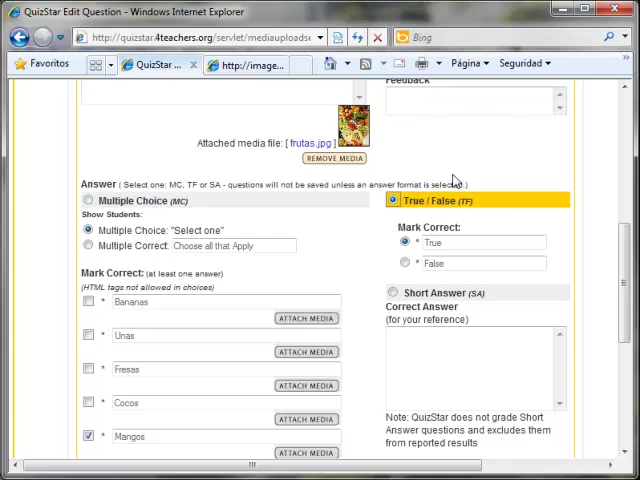 QuizStar Edit Question - Windows Internet Explorer
http://quizstar.4teachers.org/servlet/mediauploadse
Bing
Favoritos
QuizStar ...
http://image...
Página
Seguridad
»
Feedback
Attached media file: [ frutas.jpg ]
REMOVE MEDIA
Answer ( Select one: MC, TF or SA - questions will not be saved unless an answer format is selected.)
Multiple Choice (MC)
True / False (TF)
Show Students:
Multiple Choice: "Select one"
Multiple Correct: Choose all that Apply
Mark Correct:
* True
* False
Mark Correct: (at least one answer)
(HTML tags not allowed in choices)
Short Answer (SA)
Correct Answer
(for your reference)
* Bananas
ATTACH MEDIA
* Unas
ATTACH MEDIA
* Fresas
ATTACH MEDIA
* Cocos
ATTACH MEDIA
* Mangos
ATTACH MEDIA
Note: QuizStar does not grade Short
Answer questions and excludes them
from reported results